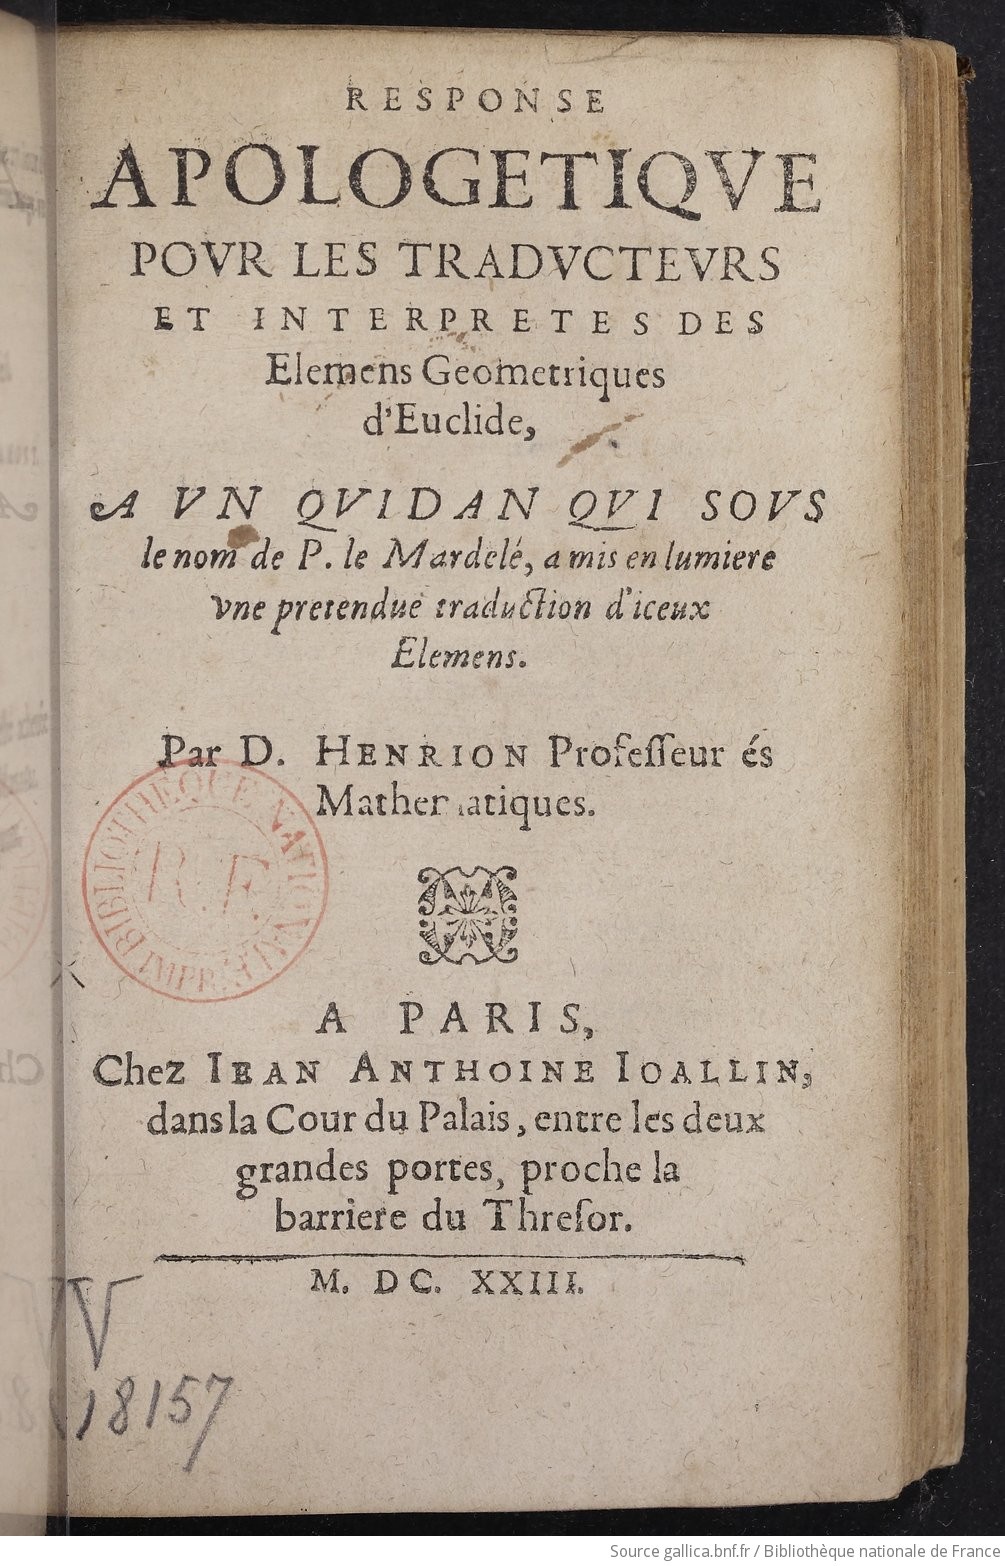 RESPONSE
APOLOGETIQVE
POVR LES TRADVCTEVRS
ET INTERPRETES DES
Elemens Geometriques
d'Euclide,
A VN QVIDAN QVI SOVS
le nom de P. le Mardelé, a mis en lumiere
vne pretenduë traduction d'iceux
Elemens.
Par D. HENRION Professeur és
Mathematiques.
BIBLIOTHEQUE NATIONALE
R.F.
IMPR.
A PARIS,
Chez IEAN ANTHOINE IOALLIN,
dans la Cour du Palais, entre les deux
grandes portes, proche la
barriere du Thresor.
M. DC. XXIII.
V
18157
Source gallica.bnf.fr / Bibliothèque nationale de France